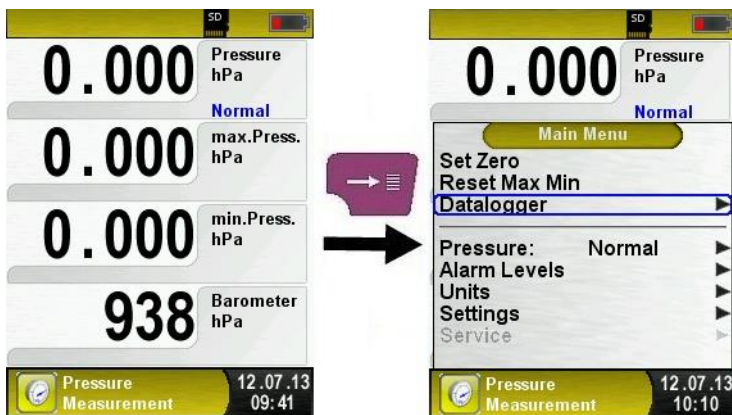 SD
0.000 Pressure
hPa
Normal
0.000 max.Press.
hPa
0.000 min.Press.
hPa
938 Barometer
hPa
Pressure 12.07.13
Measurement 09:41
SD
0.000 Pressure
hPa
Normal
Main Menu
Set Zero
Reset Max Min
Datalogger
Pressure: Normal
Alarm Levels
Units
Settings
Service
Pressure 12.07.13
Measurement 10:10